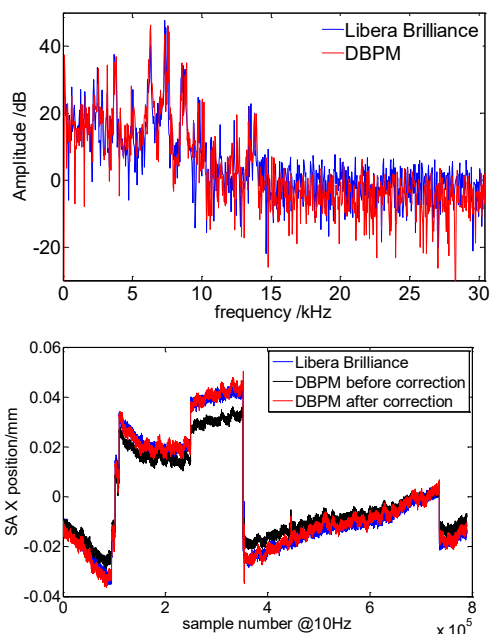 40
20
0
-20
Amplitude /dB
Libera Brilliance
DBPM
0 5 10 15 20 25 30
frequency /kHz
0.06
0.04
0.02
0
-0.02
-0.04
SA X position/mm
Libera Brilliance
DBPM before correction
DBPM after correction
0 2 4 6 8
sample number @10Hz
x 10^5